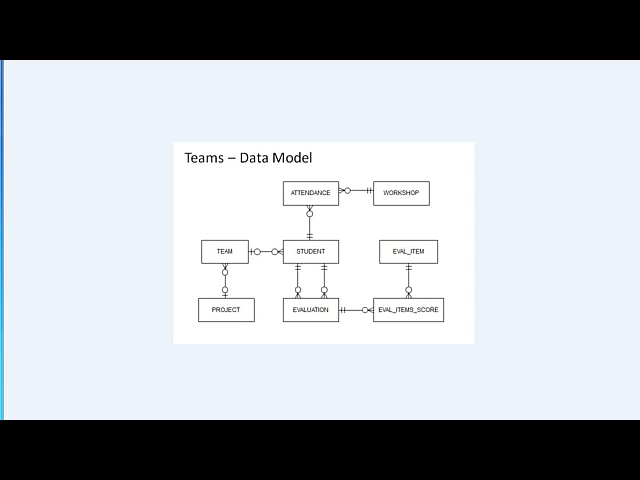 Teams – Data Model
ATTENDANCE
WORKSHOP
TEAM
STUDENT
EVAL_ITEM
PROJECT
EVALUATION
EVAL_ITEMS_SCORE